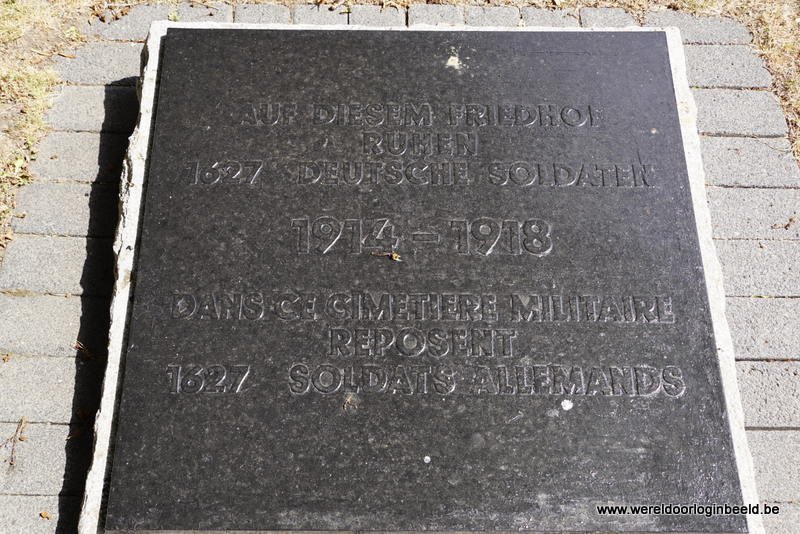 AUF DIESEM FRIEDHOF
RUHEN
1627 DEUTSCHE SOLDATEN
1914 – 1918
DANS CE CIMETIERE MILITAIRE
REPOSENT
1627 SOLDATS ALLEMANDS
www.wereldoorloginbeeld.be